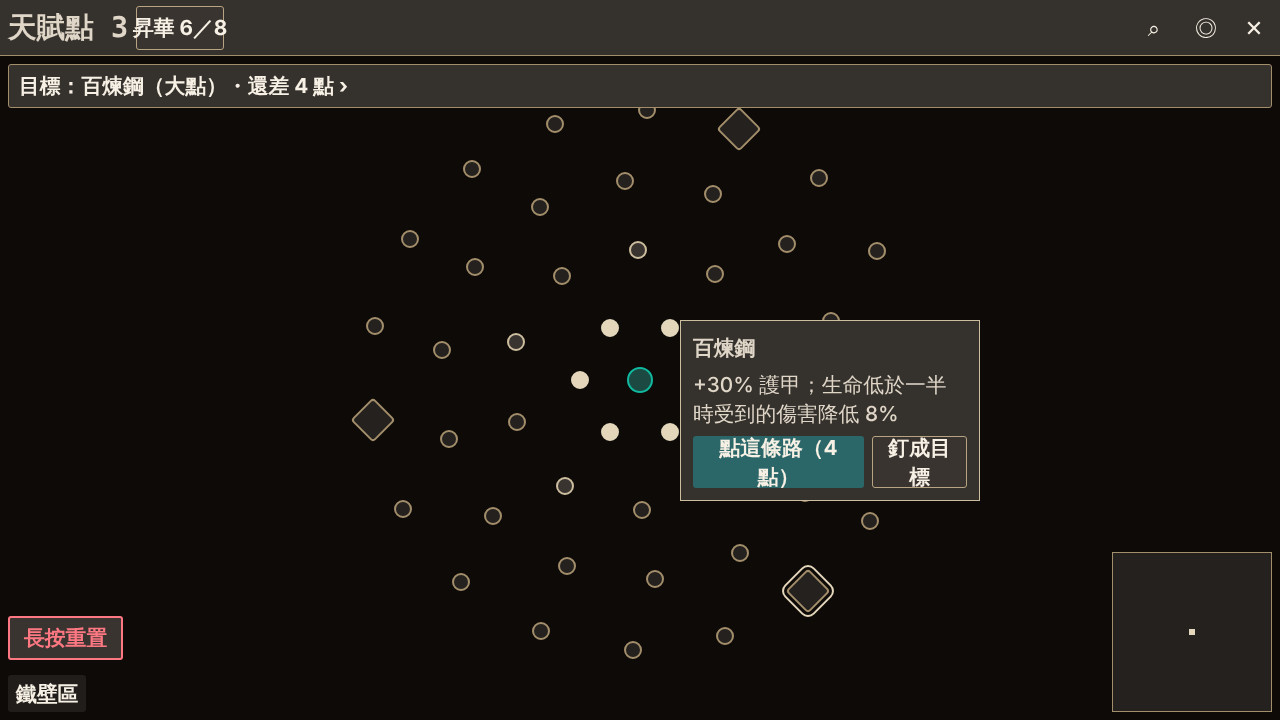 天賦點 3
昇華 6／8
目標：百煉鋼（大點）・還差 4 點 ›
百煉鋼
+30% 護甲；生命低於一半
時受到的傷害降低 8%
點這條路（4
點）
釘成目
標
長按重置
鐵壁區